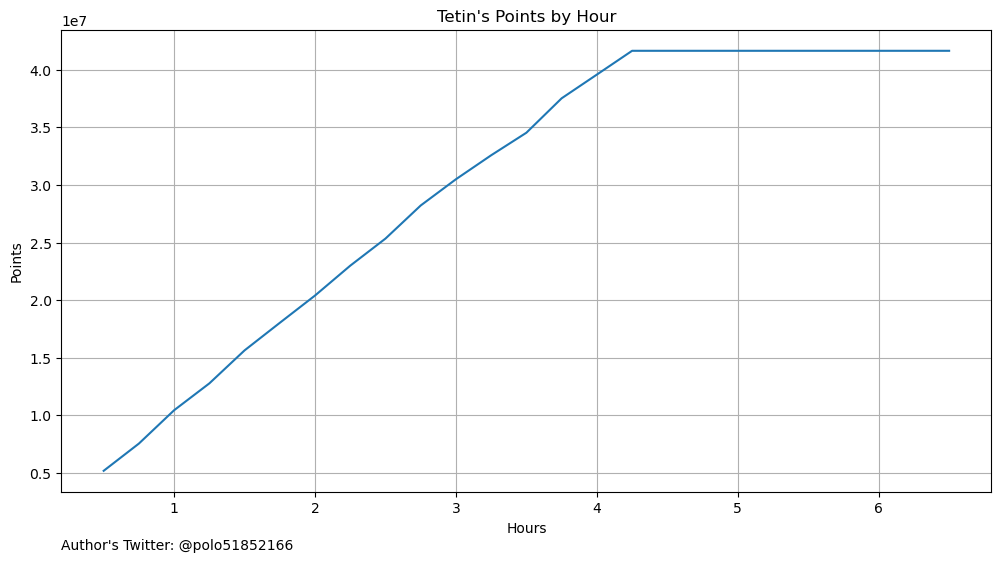 Tetin's Points by Hour
1e7
4.0
3.5
3.0
2.5
2.0
1.5
1.0
0.5
Points
1 2 3 4 5 6
Hours
Author's Twitter: @polo51852166